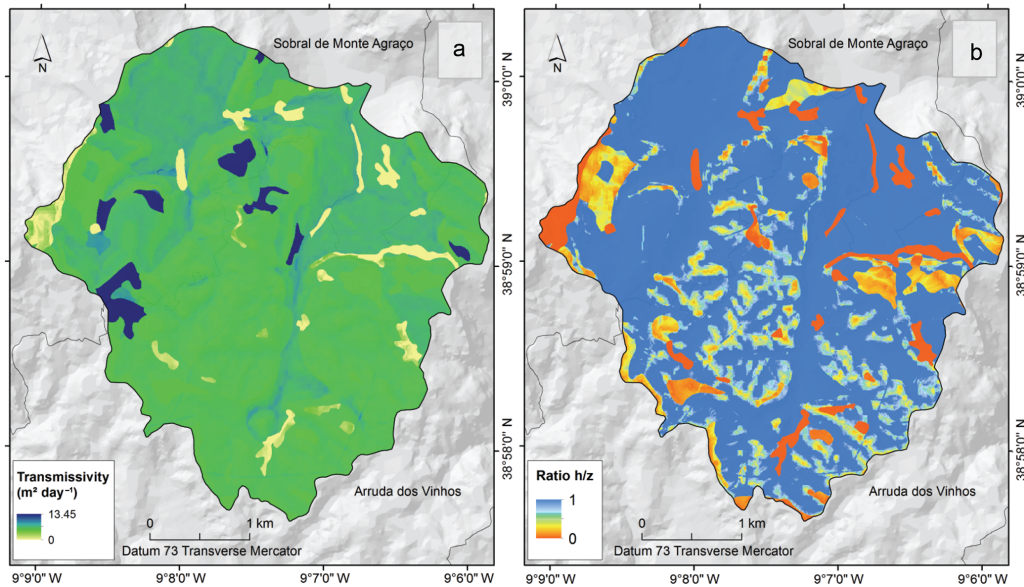 a
Sobral de Monte Agraço
N
Arruda dos Vinhos
Transmissivity
(m² day⁻¹)
13.45
0
0 1 km
Datum 73 Transverse Mercator
39°0'0" N
38°59'0" N
38°58'0" N
9°9'0" W 9°8'0" W 9°7'0" W 9°6'0" W
b
Sobral de Monte Agraço
N
Arruda dos Vinhos
Ratio h/z
1
0
0 1 km
Datum 73 Transverse Mercator
39°0'0" N
38°59'0" N
38°58'0" N
9°9'0" W 9°8'0" W 9°7'0" W 9°6'0" W